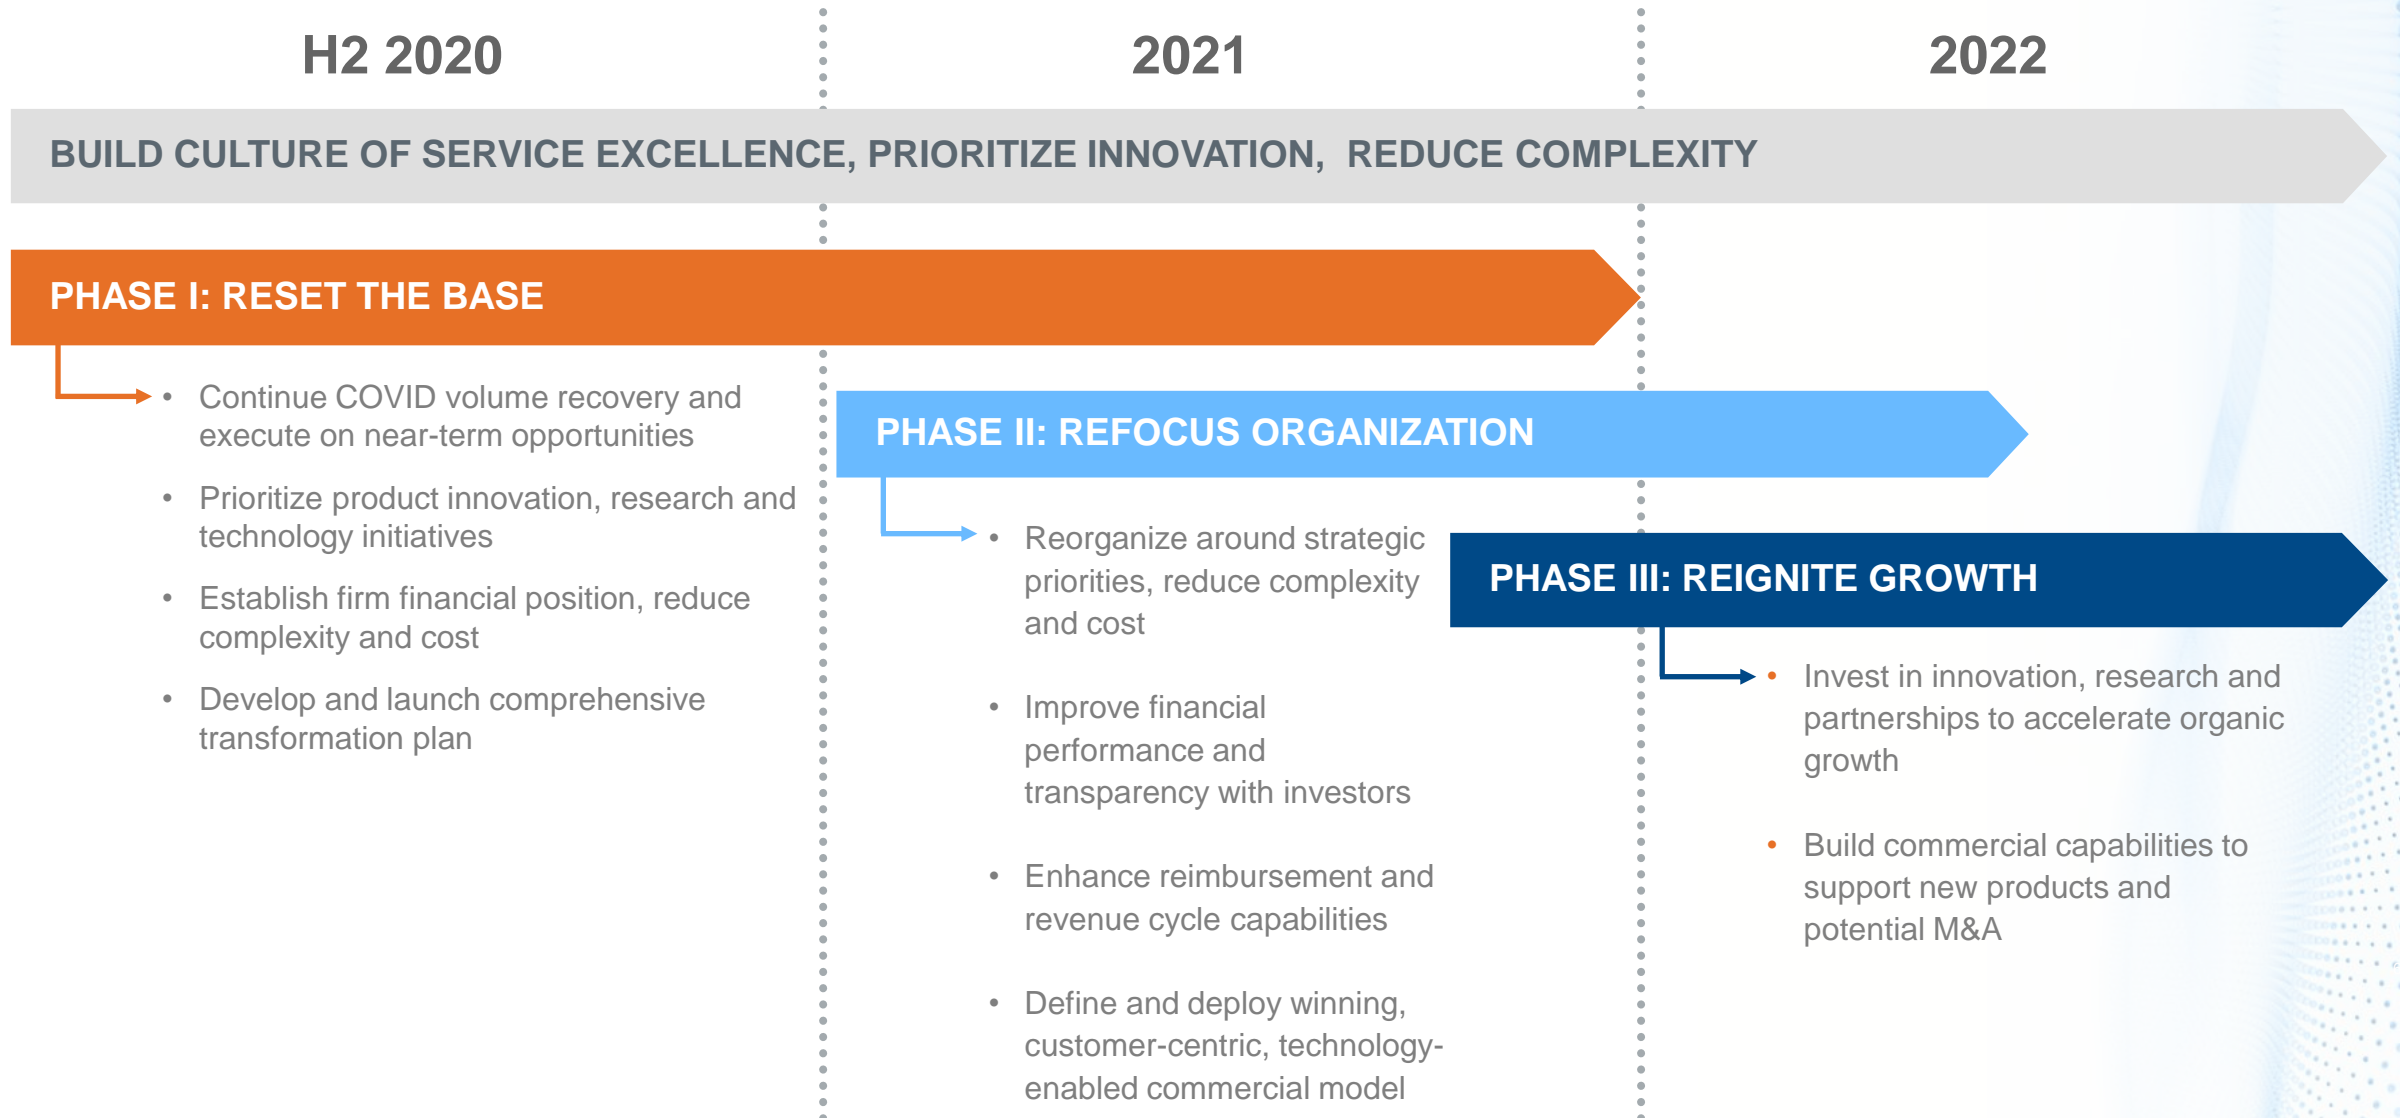 H2 2020
2021
2022
BUILD CULTURE OF SERVICE EXCELLENCE, PRIORITIZE INNOVATION, REDUCE COMPLEXITY
PHASE I: RESET THE BASE
• Continue COVID volume recovery and
execute on near-term opportunities
• Prioritize product innovation, research and
technology initiatives
• Establish firm financial position, reduce
complexity and cost
• Develop and launch comprehensive
transformation plan
PHASE II: REFOCUS ORGANIZATION
• Reorganize around strategic
priorities, reduce complexity
and cost
• Improve financial
performance and
transparency with investors
• Enhance reimbursement and
revenue cycle capabilities
• Define and deploy winning,
customer-centric, technology-
enabled commercial model
PHASE III: REIGNITE GROWTH
• Invest in innovation, research and
partnerships to accelerate organic
growth
• Build commercial capabilities to
support new products and
potential M&A